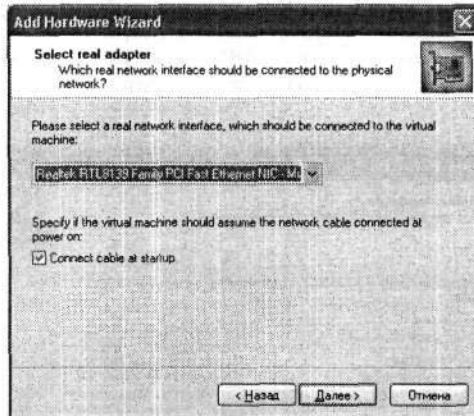 Add Hardware Wizard
Select real adapter
Which real network interface should be connected to the physical
network?
Please select a real network interface, which should be connected to the virtual
machine:
Realtek RTL8139 Family PCI Fast Ethernet NIC - Mi
Specify if the virtual machine should assume the network cable connected at
power on:
Connect cable at startup
< Назад
Далее >
Отмена